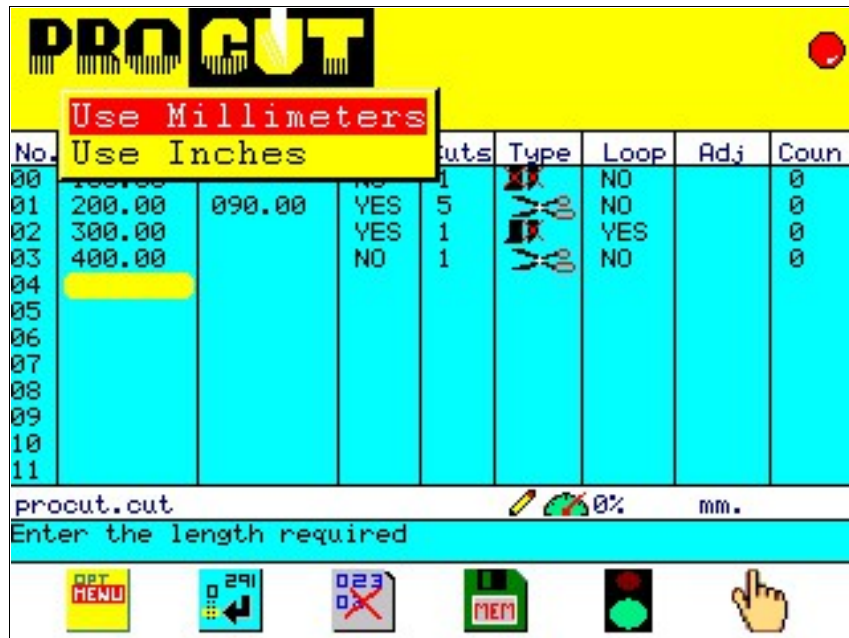 PRO CUT
Use Millimeters
Use Inches
No. Cuts Type Loop Adj Coun
00 NO 1 NO 0
01 200.00 090.00 YES 5 NO 0
02 300.00 YES 1 YES 0
03 400.00 NO 1 NO 0
04
05
06
07
08
09
10
11
procut.cut 0% mm.
Enter the length required
OPT MENU 291 023 MEM